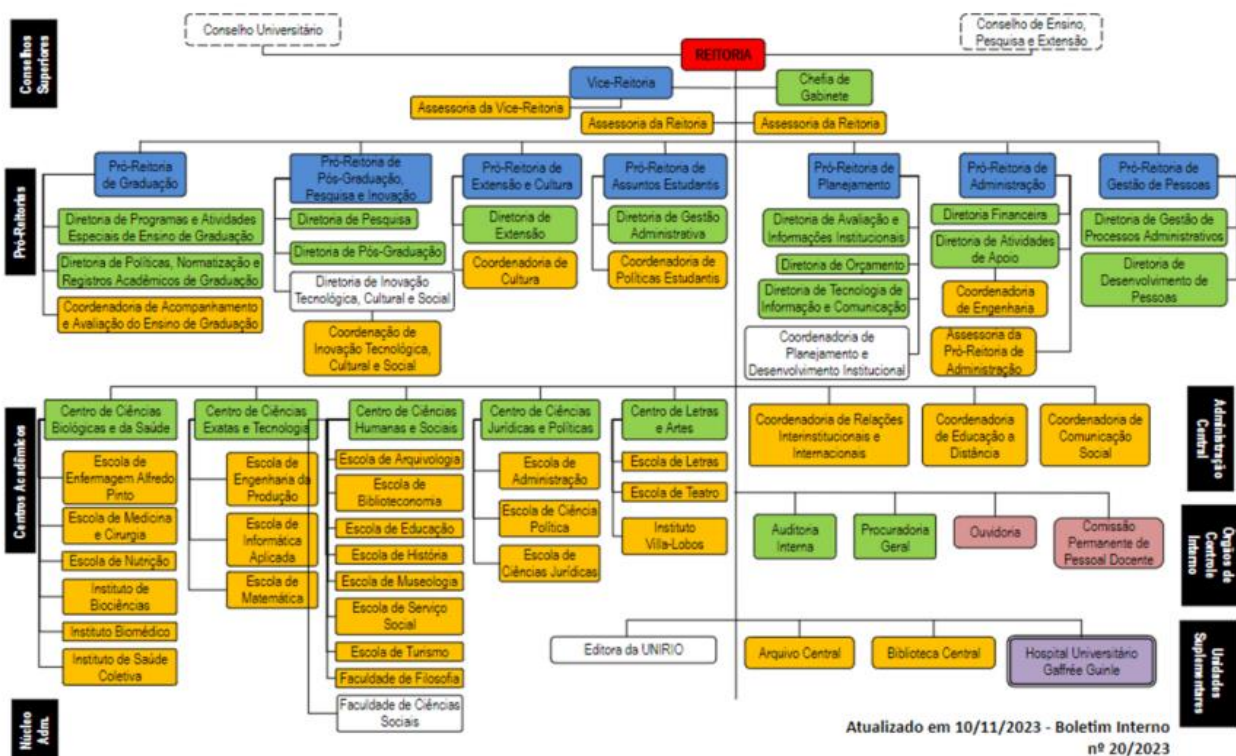 Conselhos
Superiores
Conselho Universitário
Conselho de Ensino,
Pesquisa e Extensão
REITORIA
Vice-Reitoria
Chefia de
Gabinete
Assessoria da Vice-Reitoria
Assessoria da Reitoria
Assessoria da Reitoria
Pró-Reitorias
Pró-Reitoria
de Graduação
Diretoria de Programas e Atividades
Especiais de Ensino de Graduação
Diretoria de Políticas, Normatização e
Registros Acadêmicos de Graduação
Coordenadoria de Acompanhamento
e Avaliação do Ensino de Graduação
Pró-Reitoria de
Pós-Graduação,
Pesquisa e Inovação
Diretoria de Pesquisa
Diretoria de Pós-Graduação
Diretoria de Inovação
Tecnológica, Cultural e Social
Coordenação de
Inovação Tecnológica,
Cultural e Social
Pró-Reitoria de
Extensão e Cultura
Diretoria de
Extensão
Coordenadoria de
Cultura
Pró-Reitoria de
Assuntos Estudantis
Diretoria de Gestão
Administrativa
Coordenadoria de
Políticas Estudantis
Pró-Reitoria de
Planejamento
Diretoria de Avaliação e
Informações Institucionais
Diretoria de Orçamento
Diretoria de Tecnologia de
Informação e Comunicação
Coordenadoria de
Planejamento e
Desenvolvimento Institucional
Pró-Reitoria de
Administração
Diretoria Financeira
Diretoria de Atividades
de Apoio
Coordenadoria
de Engenharia
Assessoria da
Pró-Reitoria de
Administração
Pró-Reitoria de
Gestão de Pessoas
Diretoria de Gestão de
Processos Administrativos
Diretoria de
Desenvolvimento de
Pessoas
Centros Acadêmicos
Centro de Ciências
Biológicas e da Saúde
Escola de
Enfermagem Alfredo
Pinto
Escola de Medicina
e Cirurgia
Escola de Nutrição
Instituto de
Biociências
Instituto Biomédico
Instituto de Saúde
Coletiva
Centro de Ciências
Exatas e Tecnologia
Escola de
Engenharia da
Produção
Escola de
Informática
Aplicada
Escola de
Matemática
Centro de Ciências
Humanas e Sociais
Escola de Arquivologia
Escola de
Biblioteconomia
Escola de Educação
Escola de História
Escola de Museologia
Escola de Serviço
Social
Escola de Turismo
Faculdade de Filosofia
Faculdade de Ciências
Sociais
Centro de Ciências
Jurídicas e Políticas
Escola de
Administração
Escola de Ciência
Política
Escola de
Ciências Jurídicas
Centro de Letras
e Artes
Escola de Letras
Escola de Teatro
Instituto
Villa-Lobos
Coordenadoria de Relações
Interinstitucionais e
Internacionais
Coordenadoria
de Educação a
Distância
Coordenadoria de
Comunicação
Social
Administração
Central
Auditoria
Interna
Procuradoria
Geral
Ouvidoria
Comissão
Permanente de
Pessoal Docente
Órgãos de
Controle
Interno
Editora da UNIRIO
Arquivo Central
Biblioteca Central
Hospital Universitário
Gaffrée Guinle
Unidades
Suplementares
Núcleo
Adm.
Atualizado em 10/11/2023 - Boletim Interno
nº 20/2023